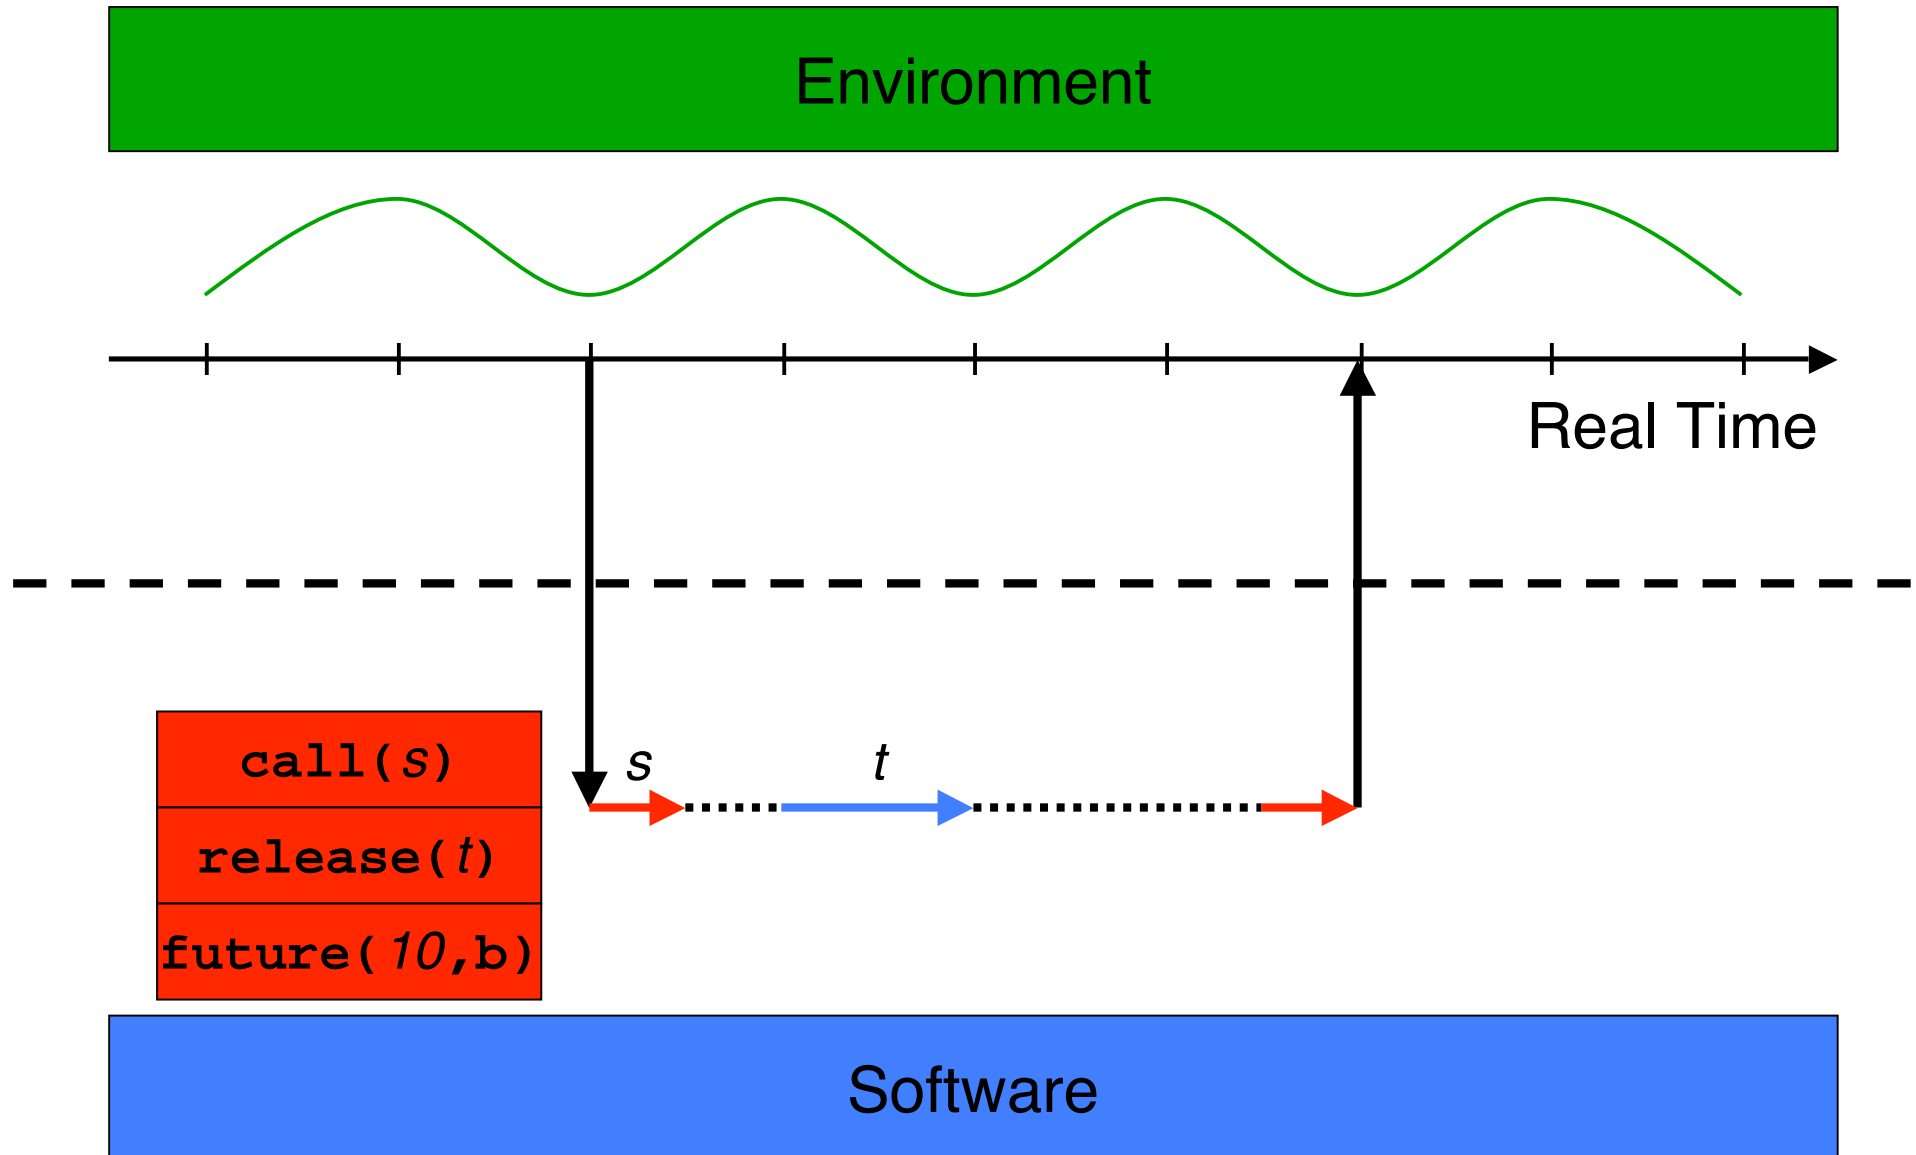 Environment
Real Time
s
t
call(s)
release(t)
future(10,b)
Software